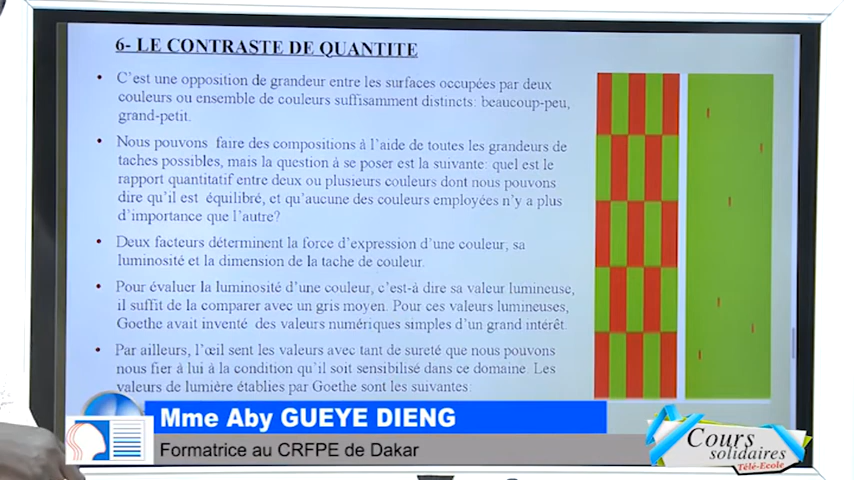 6- LE CONTRASTE DE QUANTITE
• C'est une opposition de grandeur entre les surfaces occupées par deux
couleurs ou ensemble de couleurs suffisamment distincts: beaucoup-peu,
grand-petit.
• Nous pouvons faire des compositions à l'aide de toutes les grandeurs de
taches possibles, mais la question à se poser est la suivante: quel est le
rapport quantitatif entre deux ou plusieurs couleurs dont nous pouvons
dire qu'il est équilibré, et qu'aucune des couleurs employées n'y a plus
d'importance que l'autre?
• Deux facteurs déterminent la force d'expression d'une couleur, sa
luminosité et la dimension de la tache de couleur.
• Pour évaluer la luminosité d'une couleur, c'est-à dire sa valeur lumineuse,
il suffit de la comparer avec un gris moyen. Pour ces valeurs lumineuses,
Goethe avait inventé des valeurs numériques simples d'un grand intérêt.
• Par ailleurs, l'œil sent les valeurs avec tant de sureté que nous pouvons
nous fier à lui à la condition qu'il soit sensibilisé dans ce domaine. Les
valeurs de lumière établies par Goethe sont les suivantes:
Mme Aby GUEYE DIENG
Formatrice au CRFPE de Dakar
Cours
solidaires
Télé-Ecole